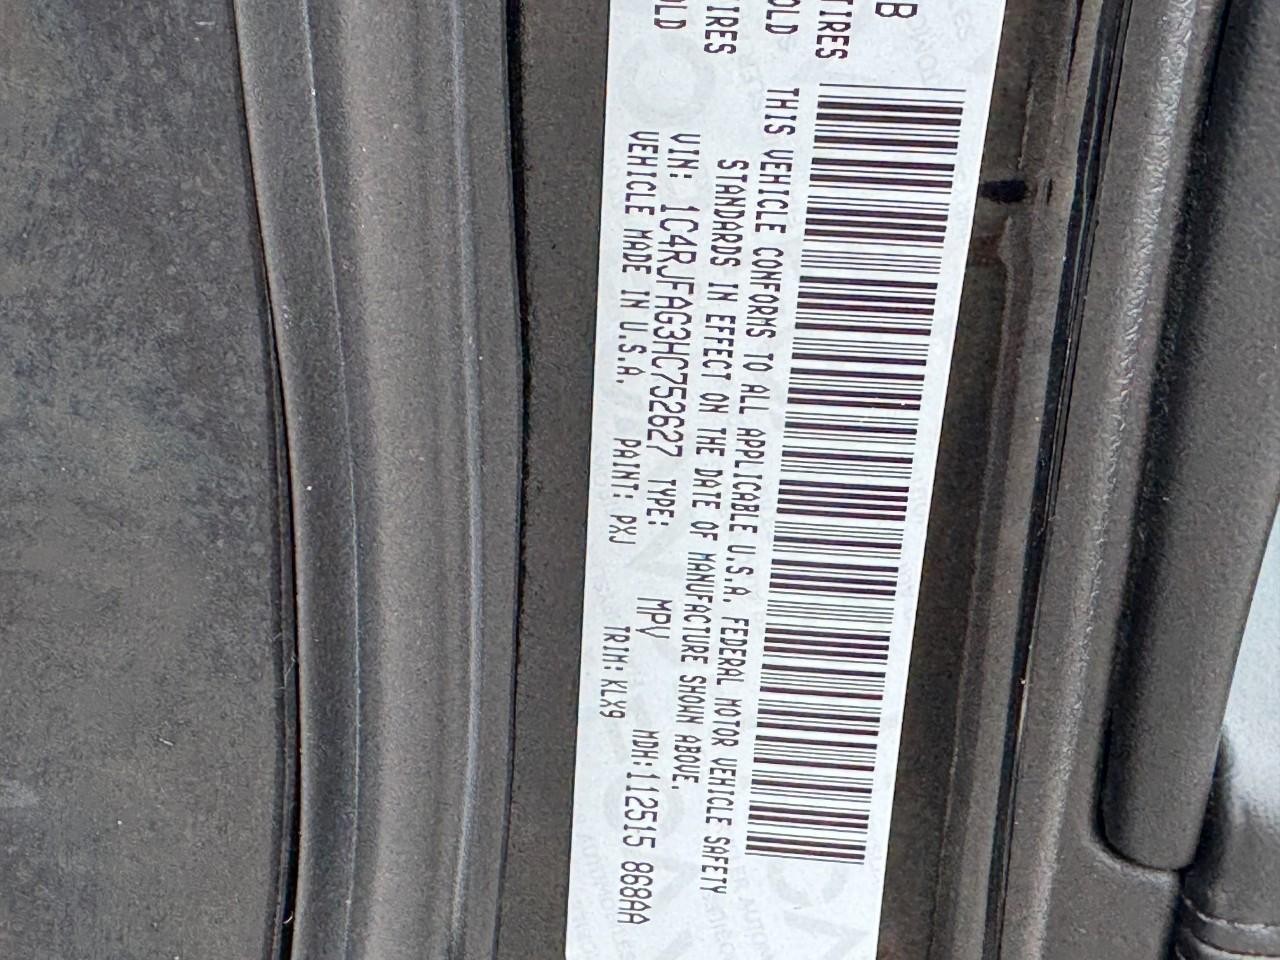 B
TIRES
OLD
TIRES
OLD
THIS VEHICLE CONFORMS TO ALL APPLICABLE U.S.A. FEDERAL MOTOR VEHICLE SAFETY
STANDARDS IN EFFECT ON THE DATE OF MANUFACTURE SHOWN ABOVE.
VIN: 1C4RJFAG3HC752627 TYPE: MPV MDH:112515 868AA
VEHICLE MADE IN U.S.A. PAINT: PXJ TRIM: KLX9